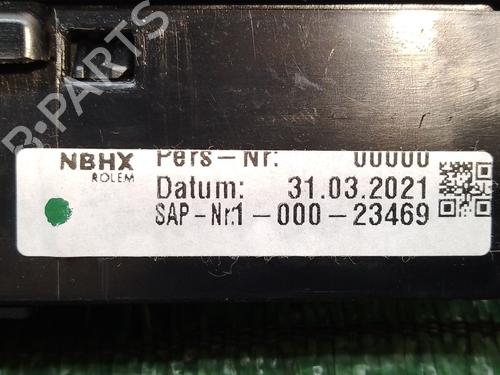 B-PARTS
NBHX
ROLEM
Pers-Nr: 00000
Datum: 31.03.2021
SAP-Nr:1-000-23469